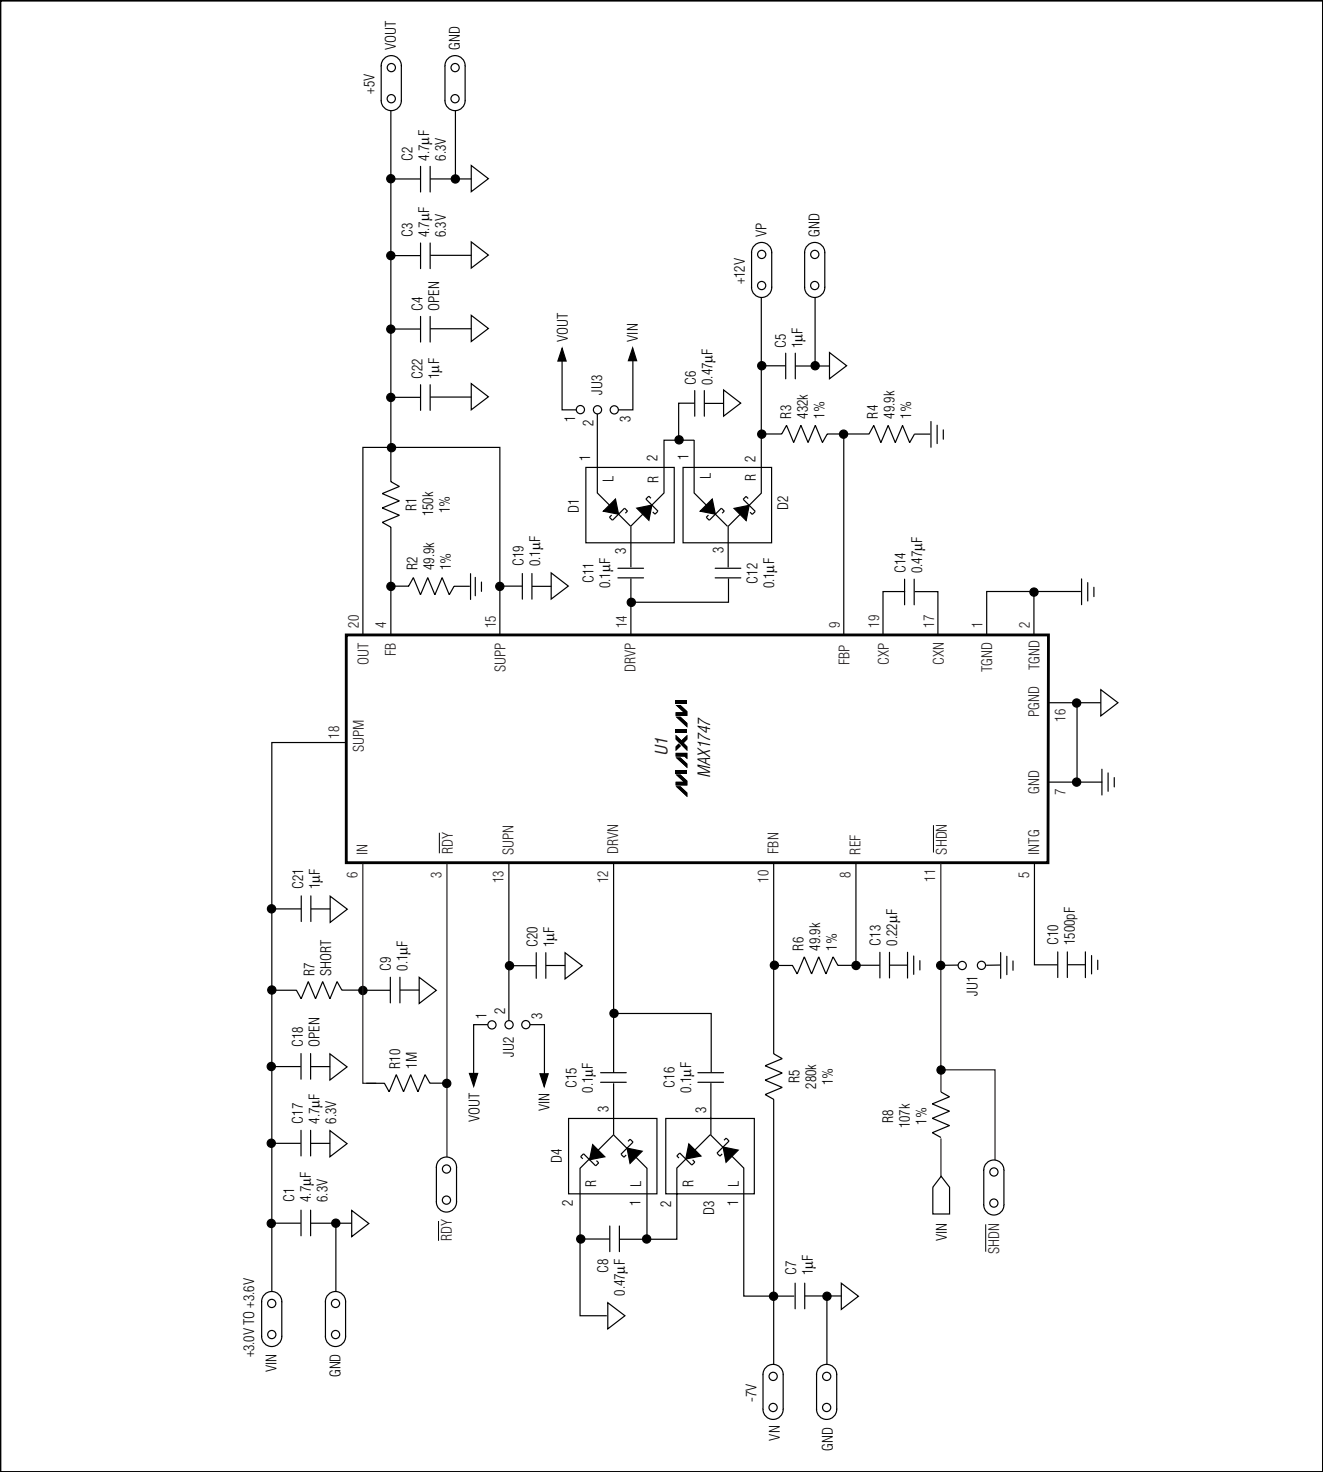 +3.0V TO +3.6V
VIN
GND
C1
4.7µF
6.3V
C17
4.7µF
6.3V
C18
OPEN
R7
SHORT
C21
1µF
C9
0.1µF
R10
1M
RDY
VOUT
VIN
JU2
1
2
3
C20
1µF
C15
0.1µF
C16
0.1µF
D4
3
R
L
2
1
D3
3
R
L
2
1
C8
0.47µF
R5
280k
1%
R6
49.9k
1%
C13
0.22µF
-7V
VN
GND
C7
1µF
R8
107k
1%
VIN
SHDN
JU1
C10
1500pF
6
IN
3
RDY
13
SUPN
12
DRVN
10
FBN
8
REF
11
SHDN
5
INTG
18
SUPM
U1
MAXIM
MAX1747
GND
7
PGND
16
OUT
20
FB
4
SUPP
15
DRVP
14
FBP
9
CXP
19
CXN
17
TGND
1
TGND
2
R2
49.9k
1%
R1
150k
1%
C19
0.1µF
C22
1µF
C4
OPEN
C3
4.7µF
6.3V
C2
4.7µF
6.3V
+5V
VOUT
GND
C11
0.1µF
C12
0.1µF
D1
3
L
R
1
2
D2
3
L
R
1
2
JU3
1
2
3
VOUT
VIN
C6
0.47µF
C5
1µF
R3
432k
1%
R4
49.9k
1%
+12V
VP
GND
C14
0.47µF